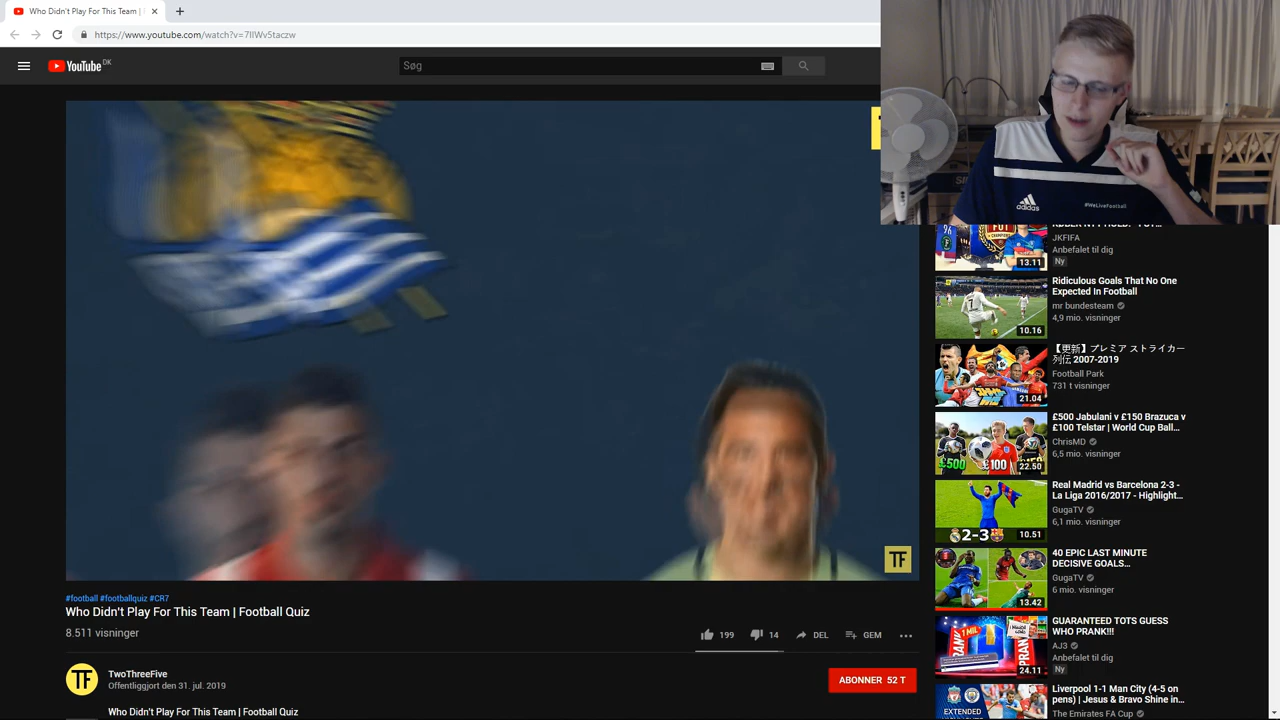 Who Didn't Play For This Team |
https://www.youtube.com/watch?v=7IIWv5taczw
YouTube DK
Søg
TF
#football #footballquiz #CR7
Who Didn't Play For This Team | Football Quiz
8.511 visninger
199
14
DEL
GEM
TF
TwoThreeFive
Offentliggjort den 31. jul. 2019
ABONNER 52 T
Who Didn't Play For This Team | Football Quiz
adidas
#WeLiveFootball
JKFIFA
Anbefalet til dig
Ny
13.11
Ridiculous Goals That No One
Expected In Football
mr bundesteam
4,9 mio. visninger
10.16
【更新】プレミア ストライカー
列伝 2007-2019
Football Park
731 t visninger
21.04
£500 Jabulani v £150 Brazuca v
£100 Telstar | World Cup Ball...
ChrisMD
6,5 mio. visninger
£500
£100
22.50
Real Madrid vs Barcelona 2-3 -
La Liga 2016/2017 - Highlight...
GugaTV
6,1 mio. visninger
2-3
10.51
40 EPIC LAST MINUTE
DECISIVE GOALS...
GugaTV
6 mio. visninger
13.42
GUARANTEED TOTS GUESS
WHO PRANK!!!
AJ3
Anbefalet til dig
Ny
24.11
Liverpool 1-1 Man City (4-5 on
pens) | Jesus & Bravo Shine in...
The Emirates FA Cup
EXTENDED